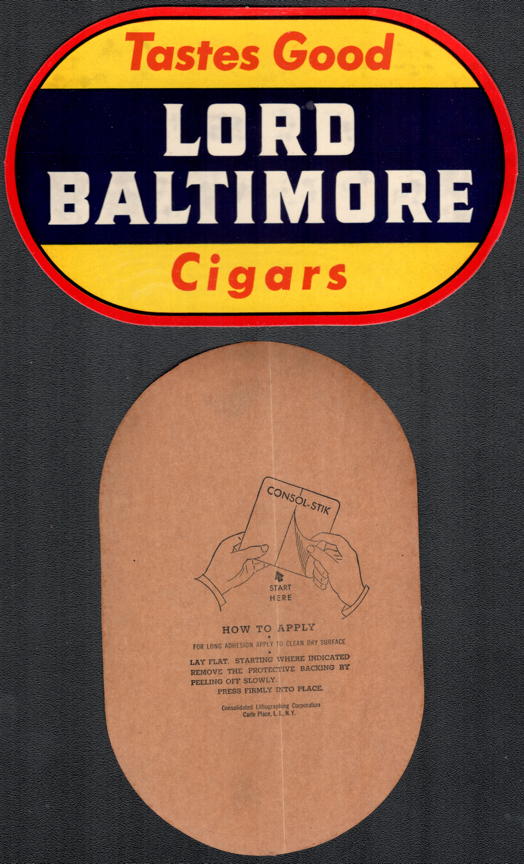 Tastes Good
LORD
BALTIMORE
Cigars
CONSOL-STIK
START
HERE
HOW TO APPLY
FOR LONG ADHESION APPLY TO CLEAN DRY SURFACE
LAY FLAT. STARTING WHERE INDICATED
REMOVE THE PROTECTIVE BACKING BY
PEELING OFF SLOWLY.
PRESS FIRMLY INTO PLACE.
Consolidated Lithographing Corporation
Carle Place, L. I., N. Y.